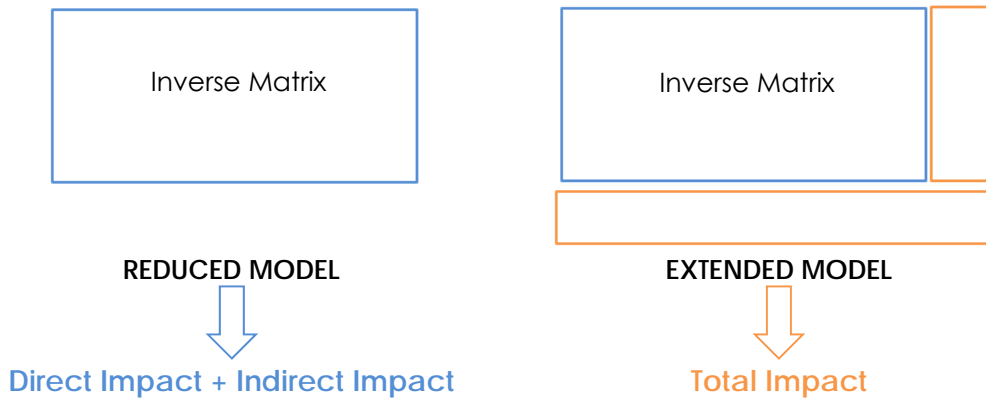 Inverse Matrix
Inverse Matrix
REDUCED MODEL
EXTENDED MODEL
Direct Impact + Indirect Impact
Total Impact